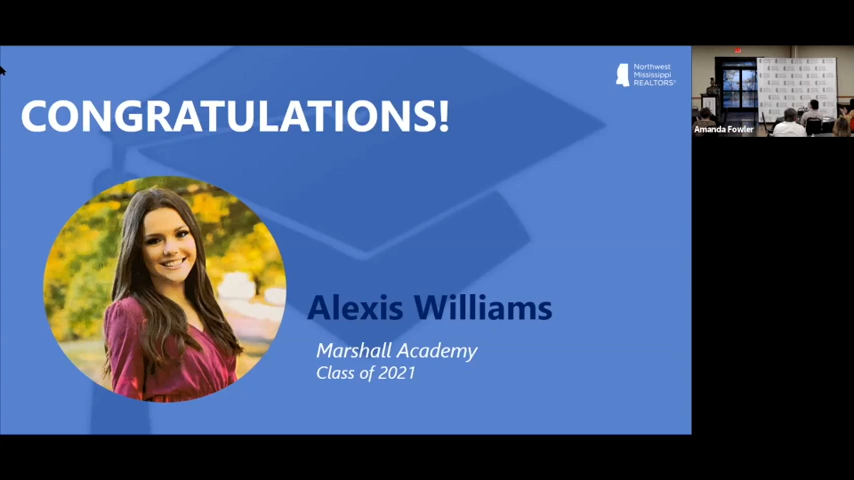 Northwest
Mississippi
REALTORS®
CONGRATULATIONS!
Amanda Fowler
Alexis Williams
Marshall Academy
Class of 2021